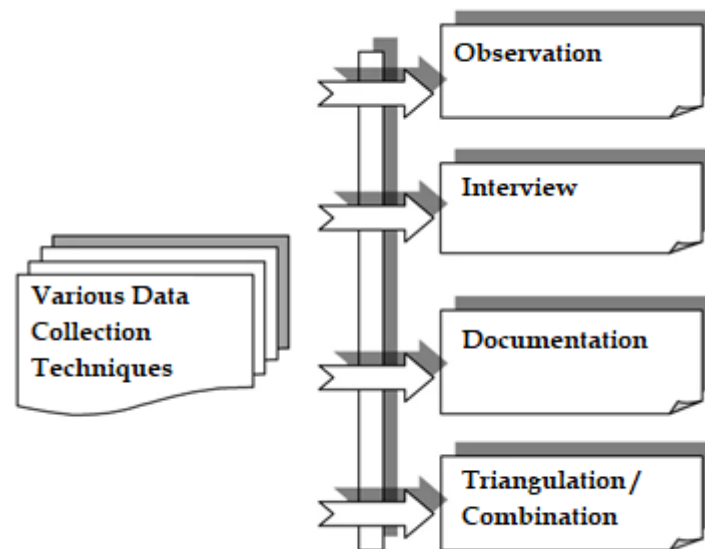 Various Data
Collection
Techniques
Observation
Interview
Documentation
Triangulation/
Combination